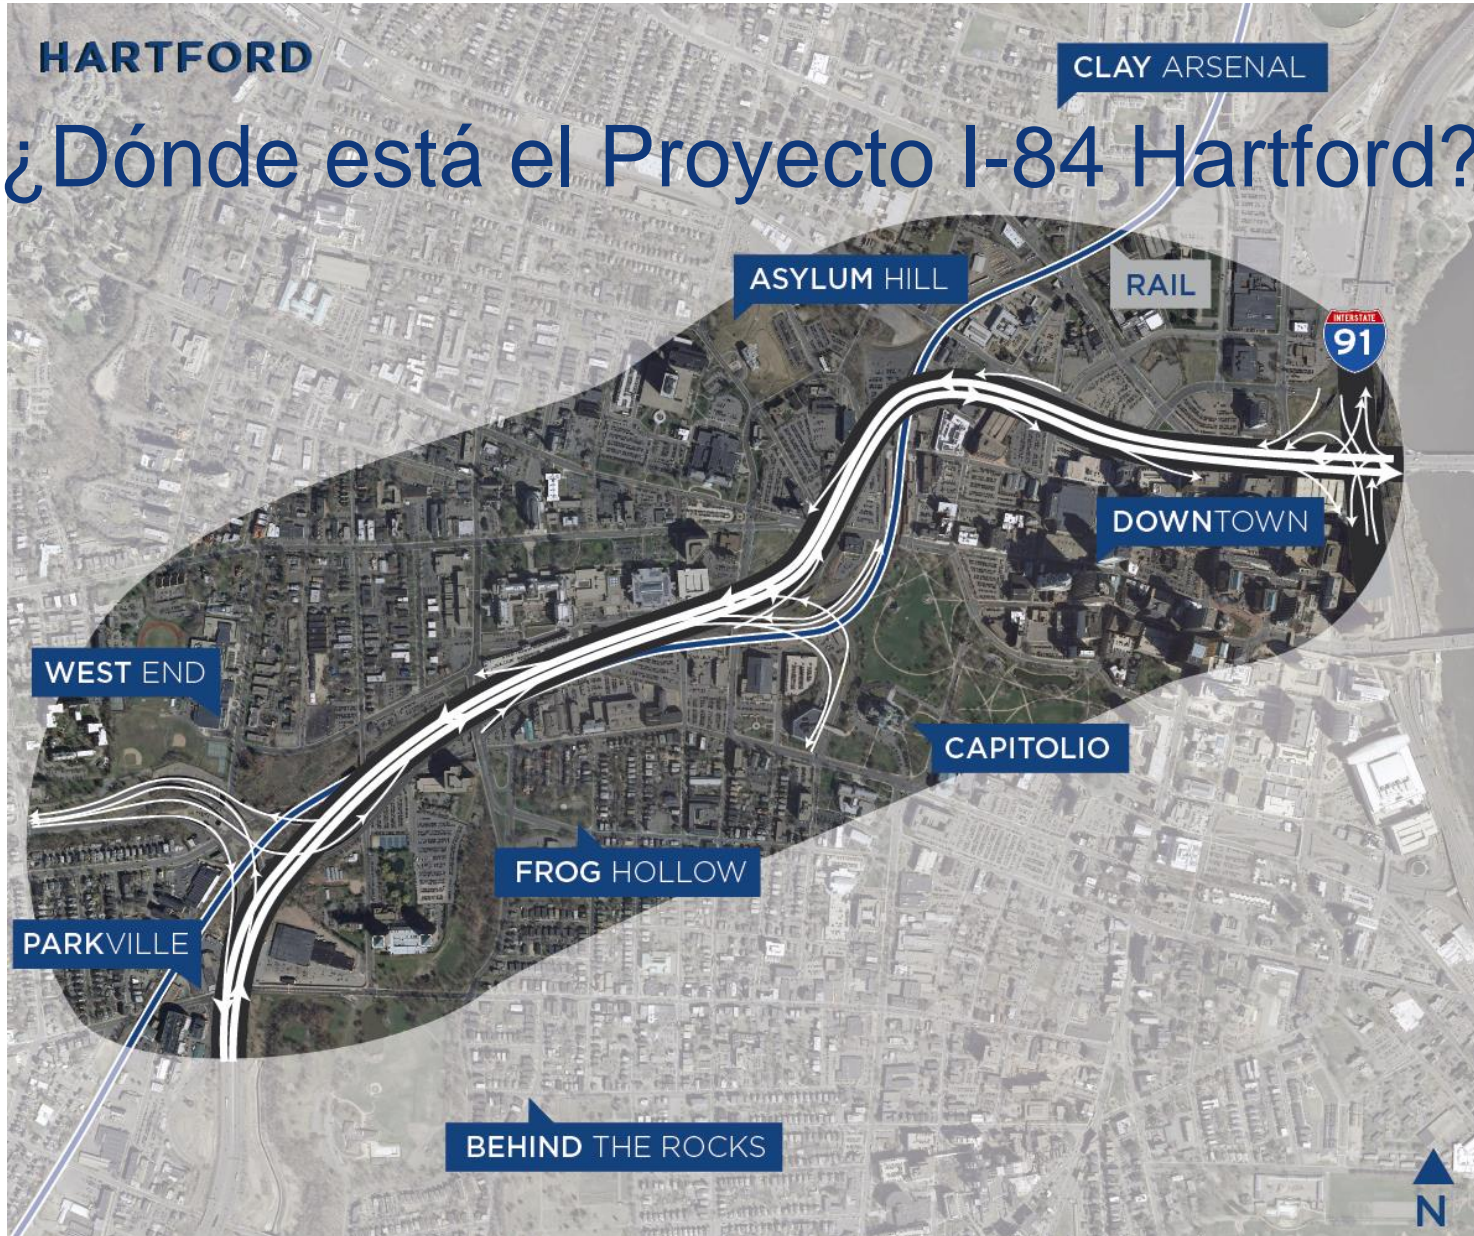 HARTFORD
CLAY ARSENAL
¿Dónde está el Proyecto I-84 Hartford?
ASYLUM HILL
RAIL
INTERSTATE
91
DOWNTOWN
WEST END
CAPITOLIO
FROG HOLLOW
PARKVILLE
BEHIND THE ROCKS
N